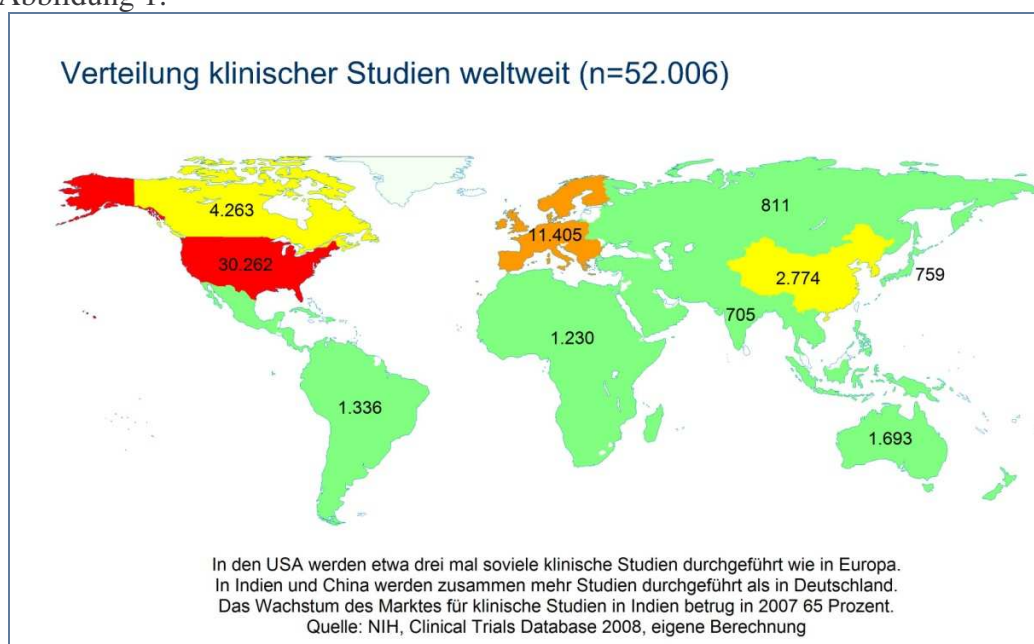 Abbildung 1:
Verteilung klinischer Studien weltweit (n=52.006)
4.263
811
11.405
30.262
2.774
759
705
1.230
1.336
1.693
In den USA werden etwa drei mal soviele klinische Studien durchgeführt wie in Europa.
In Indien und China werden zusammen mehr Studien durchgeführt als in Deutschland.
Das Wachstum des Marktes für klinische Studien in Indien betrug in 2007 65 Prozent.
Quelle: NIH, Clinical Trials Database 2008, eigene Berechnung